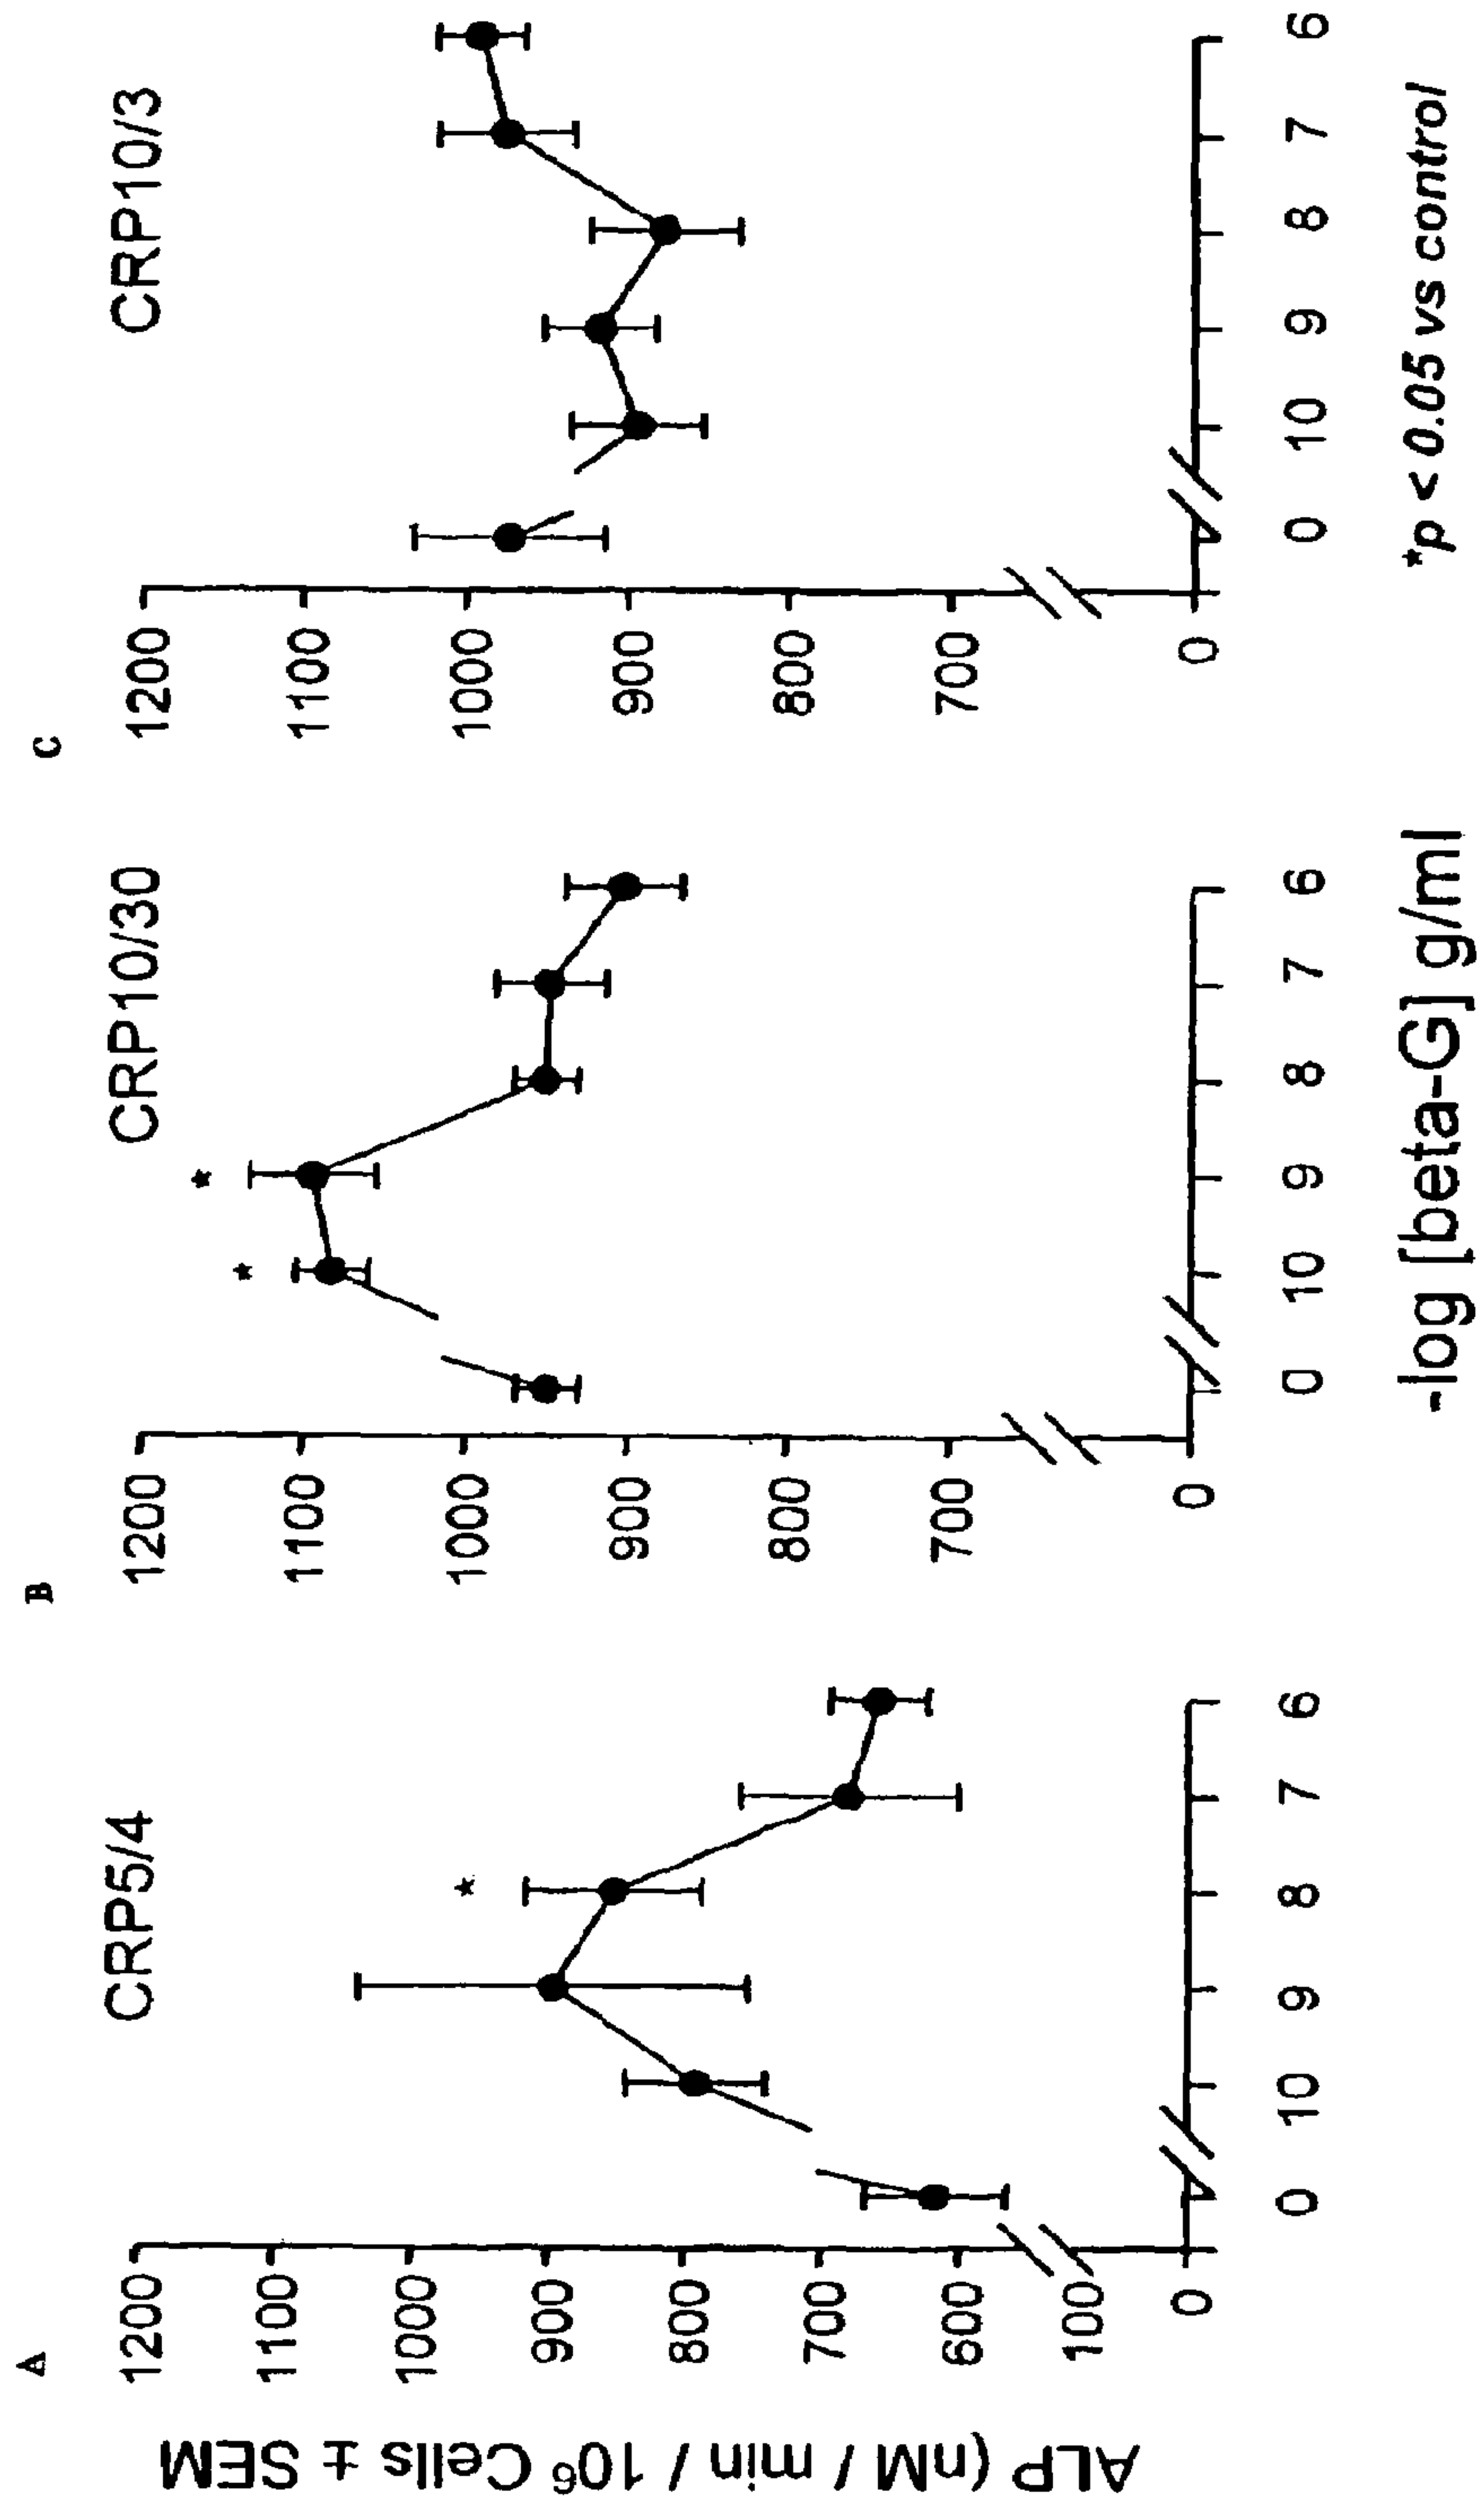 A
CRP5/4
1200
1100
1000
900
800
700
600
100
0
0 10 9 8 7 6
B
CRP10/30
1200
1100
1000
900
800
700
0
0 10 9 8 7 6
C
CRP10/3
1200
1100
1000
900
800
700
0
0 10 9 8 7 6
ALP (nM / min / 10⁶ Cells ± SEM
-log [beta-G] g/ml
*p < 0.05 vs control
*
*
*